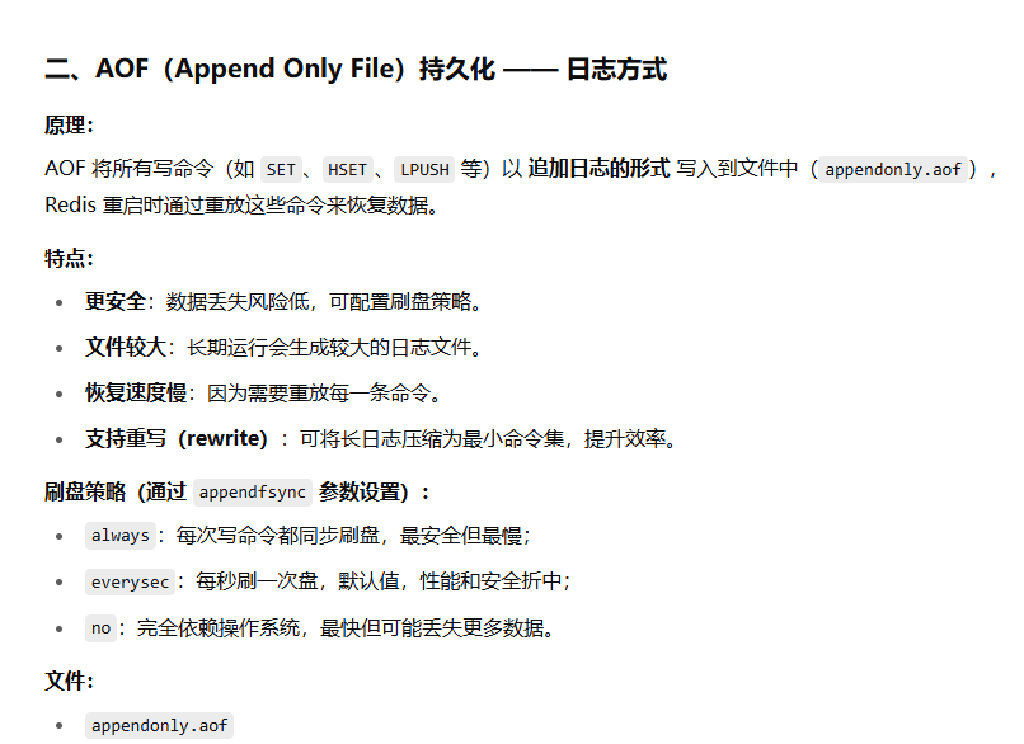 二、AOF（Append Only File）持久化 —— 日志方式
原理：
AOF 将所有写命令（如 SET、HSET、LPUSH 等）以 追加日志的形式 写入到文件中（appendonly.aof），
Redis 重启时通过重放这些命令来恢复数据。
特点：
• 更安全：数据丢失风险低，可配置刷盘策略。
• 文件较大：长期运行会生成较大的日志文件。
• 恢复速度慢：因为需要重放每一条命令。
• 支持重写（rewrite）：可将长日志压缩为最小命令集，提升效率。
刷盘策略（通过 appendfsync 参数设置）：
• always：每次写命令都同步刷盘，最安全但最慢；
• everysec：每秒刷一次盘，默认值，性能和安全折中；
• no：完全依赖操作系统，最快但可能丢失更多数据。
文件：
• appendonly.aof